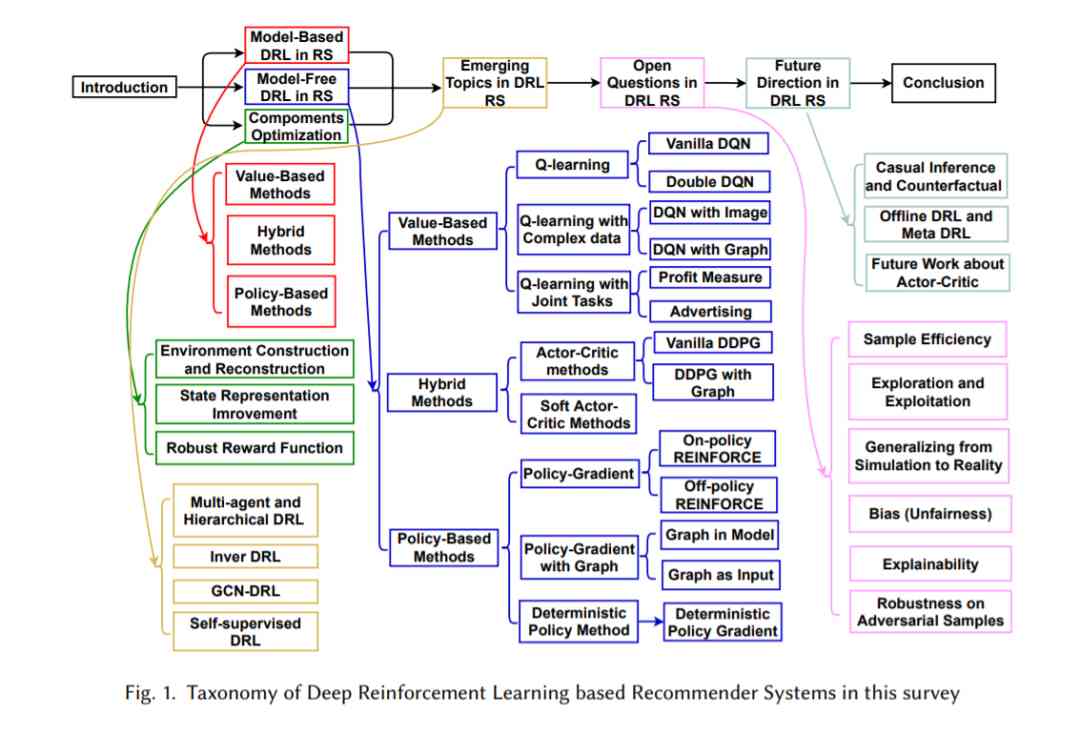 Introduction
Model-Based
DRL in RS
Model-Free
DRL in RS
Compoments
Optimization
Emerging
Topics in DRL
RS
Open
Questions in
DRL RS
Future
Direction in
DRL RS
Conclusion
Value-Based
Methods
Hybrid
Methods
Policy-Based
Methods
Environment Construction
and Reconstruction
State Representation
Imrovement
Robust Reward Function
Multi-agent and
Hierarchical DRL
Inver DRL
GCN-DRL
Self-supervised
DRL
Value-Based
Methods
Q-learning
Vanilla DQN
Double DQN
Q-learning with
Complex data
DQN with Image
DQN with Graph
Q-learning with
Joint Tasks
Profit Measure
Advertising
Hybrid
Methods
Actor-Critic
methods
Vanilla DDPG
DDPG with
Graph
Soft Actor-
Critic Methods
Policy-Based
Methods
Policy-Gradient
On-policy
REINFORCE
Off-policy
REINFORCE
Policy-Gradient
with Graph
Graph in Model
Graph as Input
Deterministic
Policy Method
Deterministic
Policy Gradient
Casual Inference
and Counterfactual
Offline DRL and
Meta DRL
Future Work about
Actor-Critic
Sample Efficiency
Exploration and
Exploitation
Generalizing from
Simulation to Reality
Bias (Unfairness)
Explainability
Robustness on
Adversarial Samples
Fig. 1. Taxonomy of Deep Reinforcement Learning based Recommender Systems in this survey